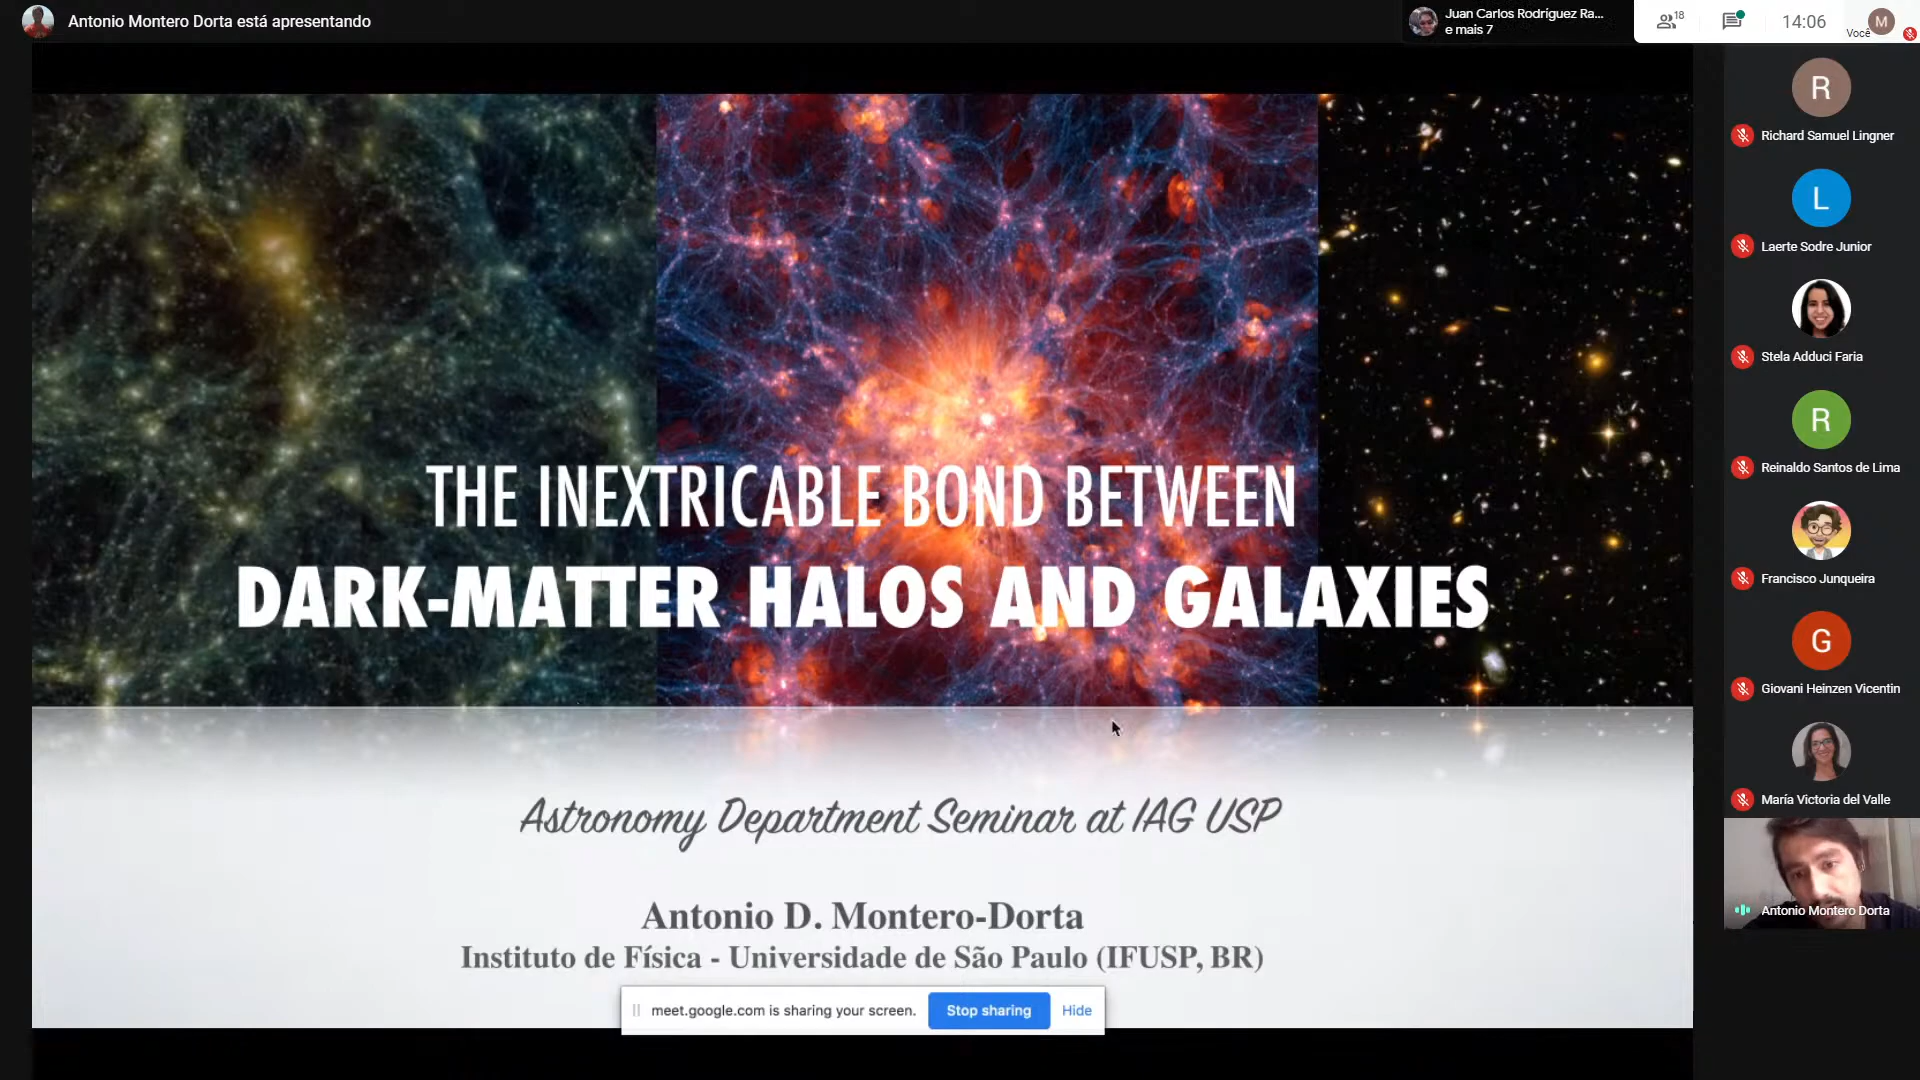 Antonio Montero Dorta está apresentando
Juan Carlos Rodríguez Ra...
e mais 7
18
14:06
Você
M
R
Richard Samuel Lingner
L
Laerte Sodre Junior
Stela Adduci Faria
R
Reinaldo Santos de Lima
Francisco Junqueira
G
Giovani Heinzen Vicentin
María Victoria del Valle
Antonio Montero Dorta
THE INEXTRICABLE BOND BETWEEN
DARK-MATTER HALOS AND GALAXIES
Astronomy Department Seminar at IAG USP
Antonio D. Montero-Dorta
Instituto de Física - Universidade de São Paulo (IFUSP, BR)
meet.google.com is sharing your screen.
Stop sharing
Hide